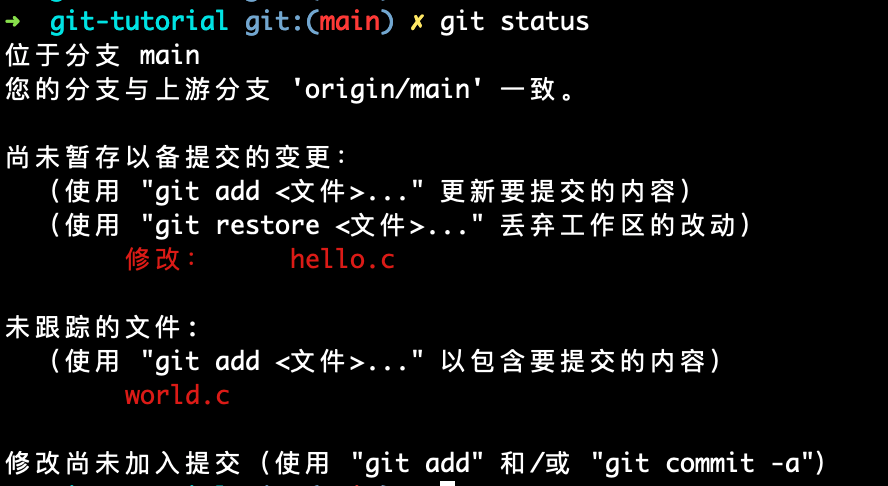 ➜ git-tutorial git:(main) ✗ git status
位于分支 main
您的分支与上游分支 'origin/main' 一致。
尚未暂存以备提交的变更：
（使用 "git add <文件>..." 更新要提交的内容）
（使用 "git restore <文件>..." 丢弃工作区的改动）
修改： hello.c
未跟踪的文件:
（使用 "git add <文件>..." 以包含要提交的内容）
world.c
修改尚未加入提交（使用 "git add" 和/或 "git commit -a"）